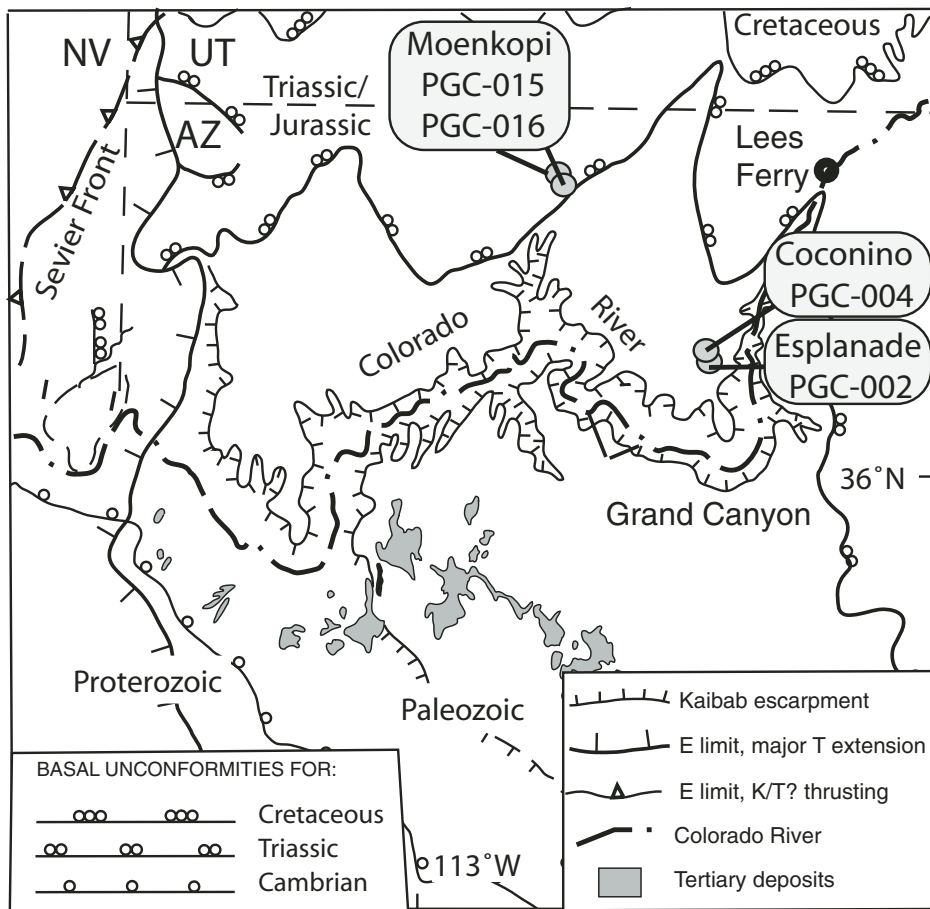 NV
UT
AZ
Triassic/
Jurassic
Moenkopi
PGC-015
PGC-016
Cretaceous
Lees
Ferry
Sevier Front
Coconino
PGC-004
Esplanade
PGC-002
Colorado
River
36˚N
Grand Canyon
Proterozoic
Paleozoic
113˚W
BASAL UNCONFORMITIES FOR:
Cretaceous
Triassic
Cambrian
Kaibab escarpment
E limit, major T extension
E limit, K/T? thrusting
Colorado River
Tertiary deposits